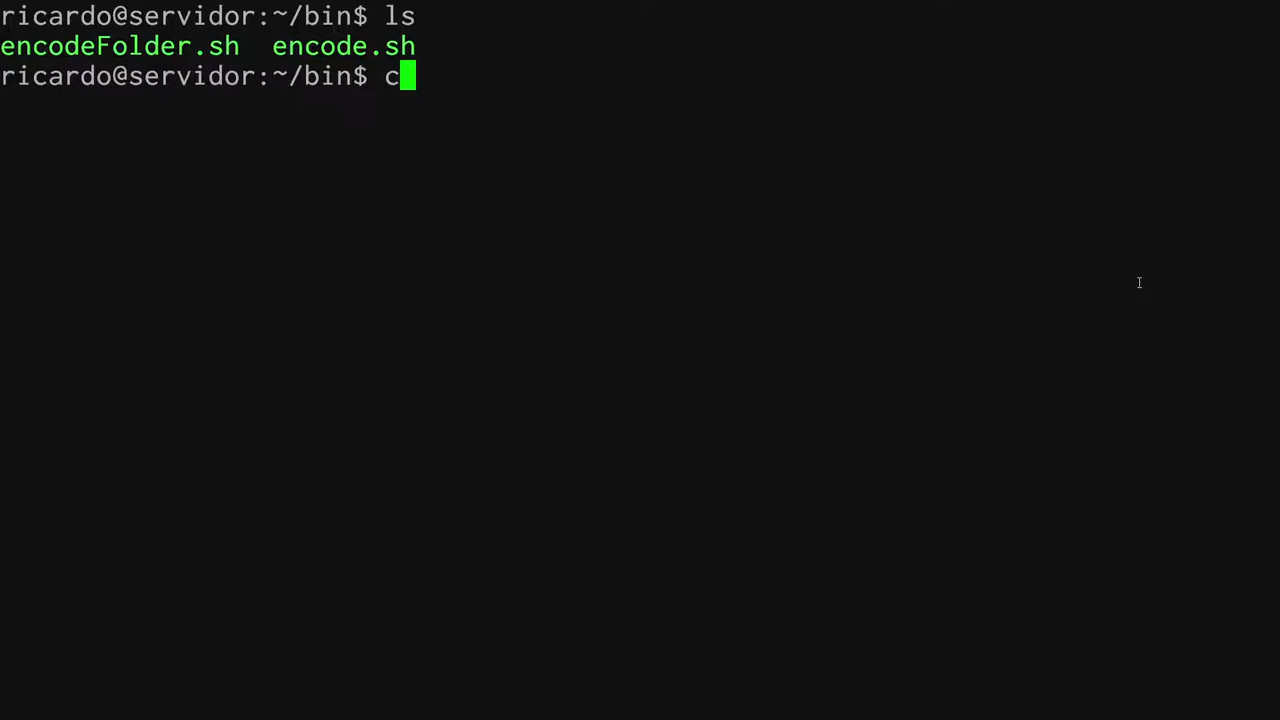 ricardo@servidor:~/bin$ ls
encodeFolder.sh  encode.sh
ricardo@servidor:~/bin$ c